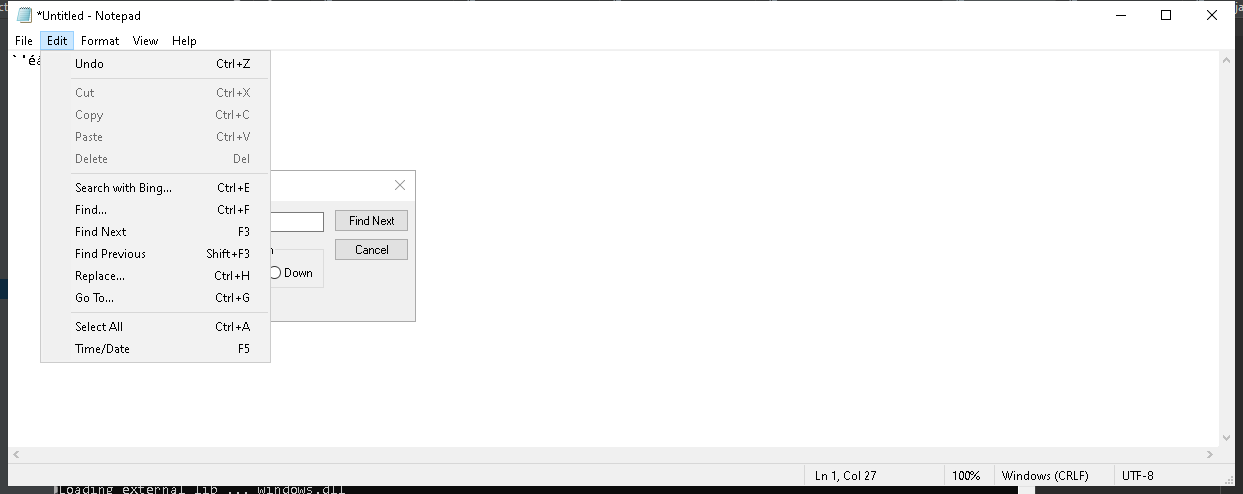 *Untitled - Notepad
File Edit Format View Help
Undo Ctrl+Z
Cut Ctrl+X
Copy Ctrl+C
Paste Ctrl+V
Delete Del
Search with Bing... Ctrl+E
Find... Ctrl+F
Find Next F3
Find Previous Shift+F3
Replace... Ctrl+H
Go To... Ctrl+G
Select All Ctrl+A
Time/Date F5
Find Next
Cancel
Down
Ln 1, Col 27 100% Windows (CRLF) UTF-8
Loading external lib ... windows.dll